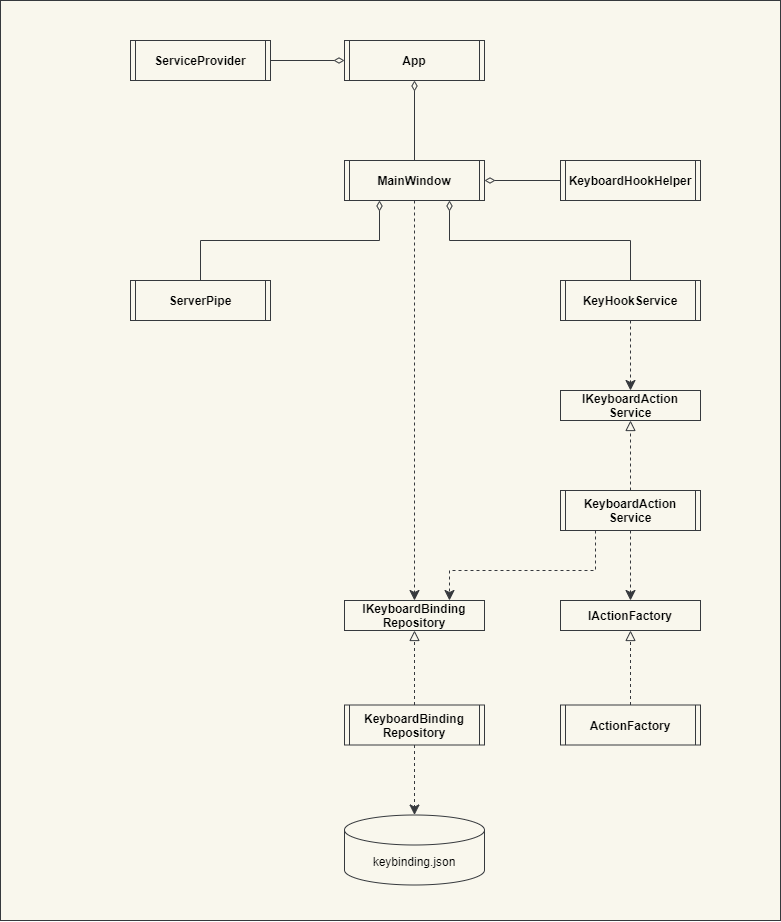 ServiceProvider
App
MainWindow
KeyboardHookHelper
ServerPipe
KeyHookService
IKeyboardAction
Service
KeyboardAction
Service
IKeyboardBinding
Repository
IActionFactory
KeyboardBinding
Repository
ActionFactory
keybinding.json